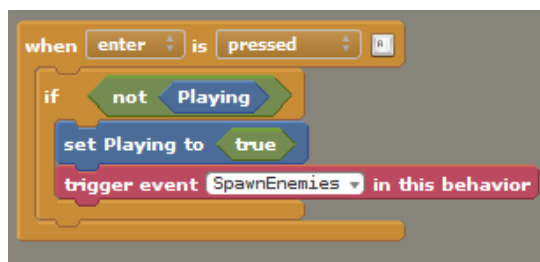 when enter is pressed A
if not Playing
set Playing to true
trigger event SpawnEnemies in this behavior